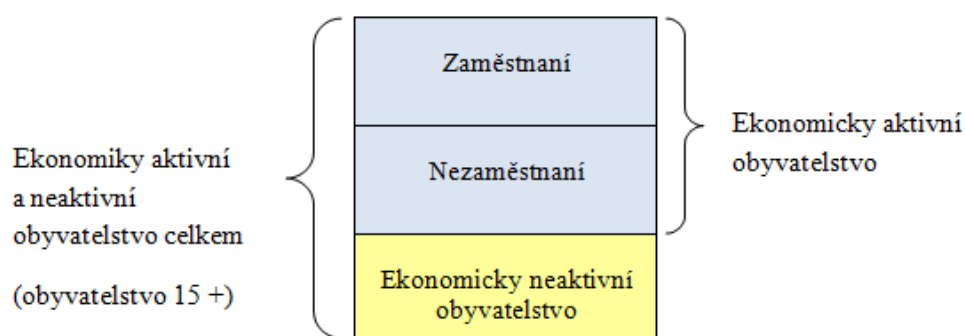 Ekonomiky aktivní
a neaktivní
obyvatelstvo celkem
(obyvatelstvo 15 +)
Zaměstnaní
Nezaměstnaní
Ekonomicky neaktivní
obyvatelstvo
Ekonomicky aktivní
obyvatelstvo